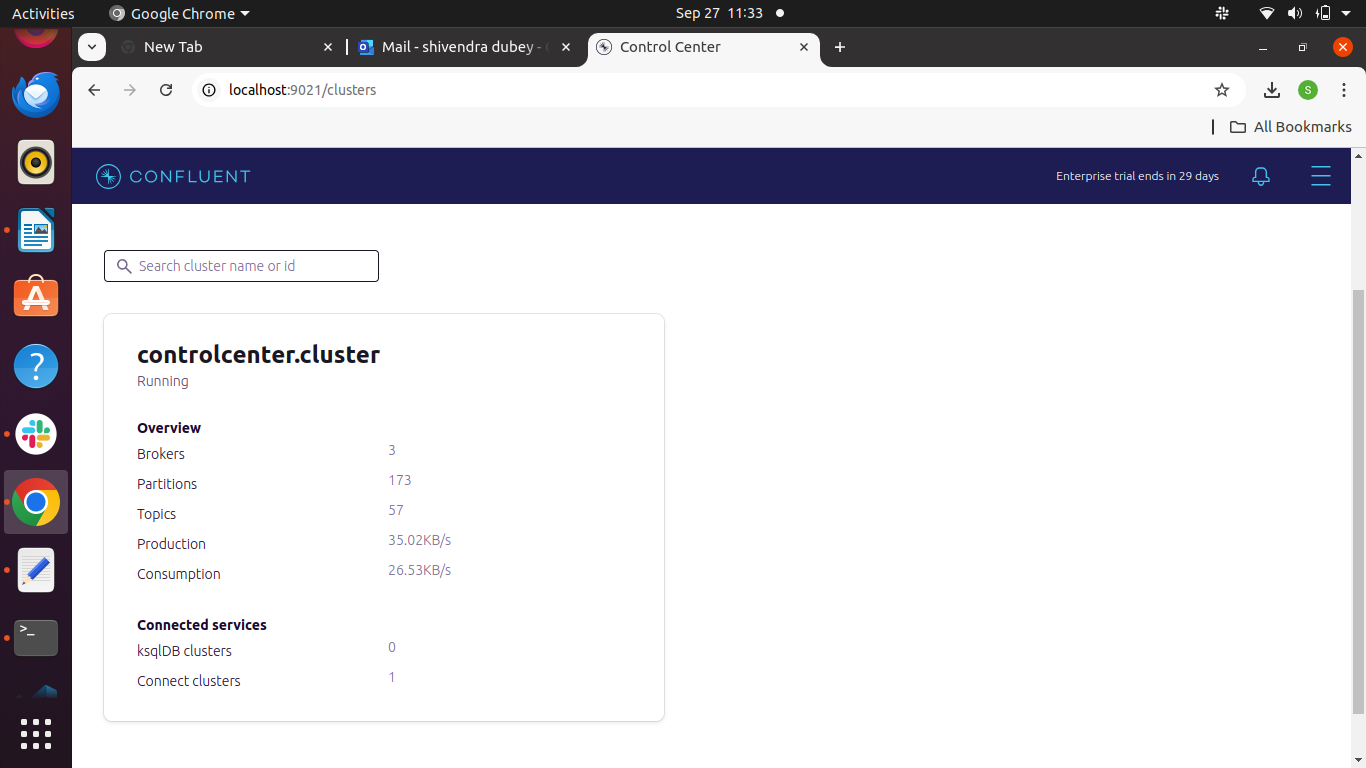 Activities Google Chrome Sep 27 11:33
New Tab Mail - shivendra dubey - Control Center
localhost:9021/clusters S
All Bookmarks
CONFLUENT Enterprise trial ends in 29 days
Search cluster name or id
controlcenter.cluster
Running
Overview
Brokers 3
Partitions 173
Topics 57
Production 35.02KB/s
Consumption 26.53KB/s
Connected services
ksqlDB clusters 0
Connect clusters 1